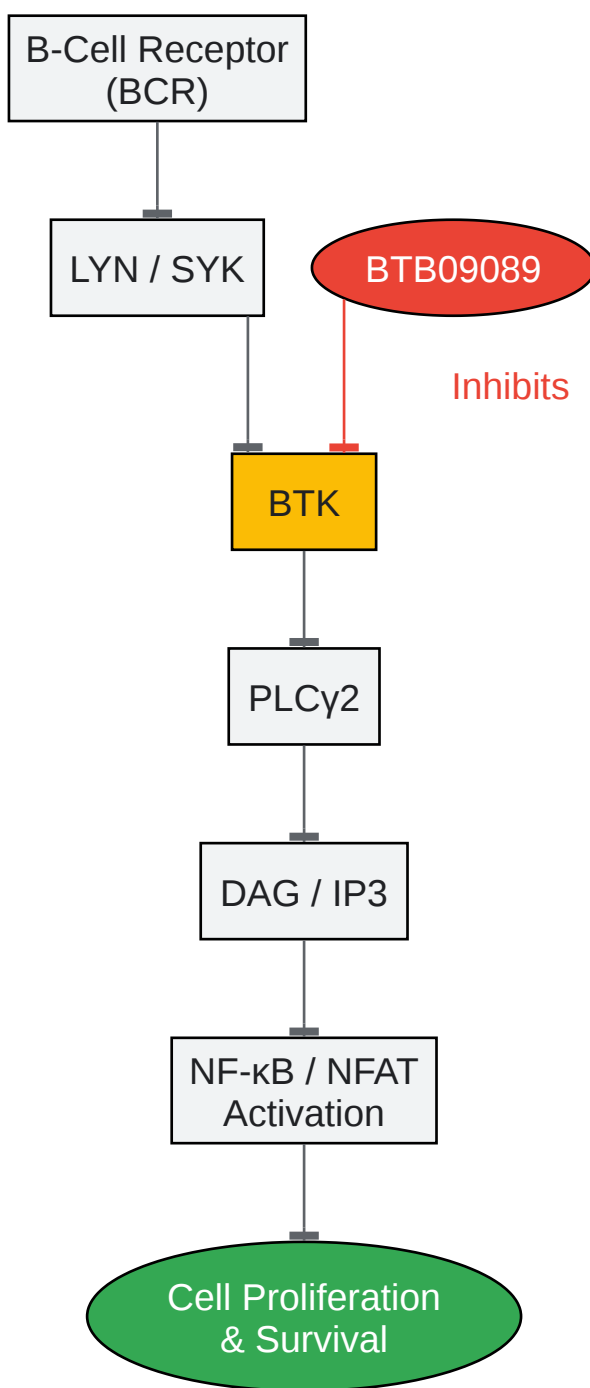 B-Cell Receptor
(BCR)
LYN / SYK
BTB09089
Inhibits
BTK
PLCγ2
DAG / IP3
NF-κB / NFAT
Activation
Cell Proliferation
& Survival